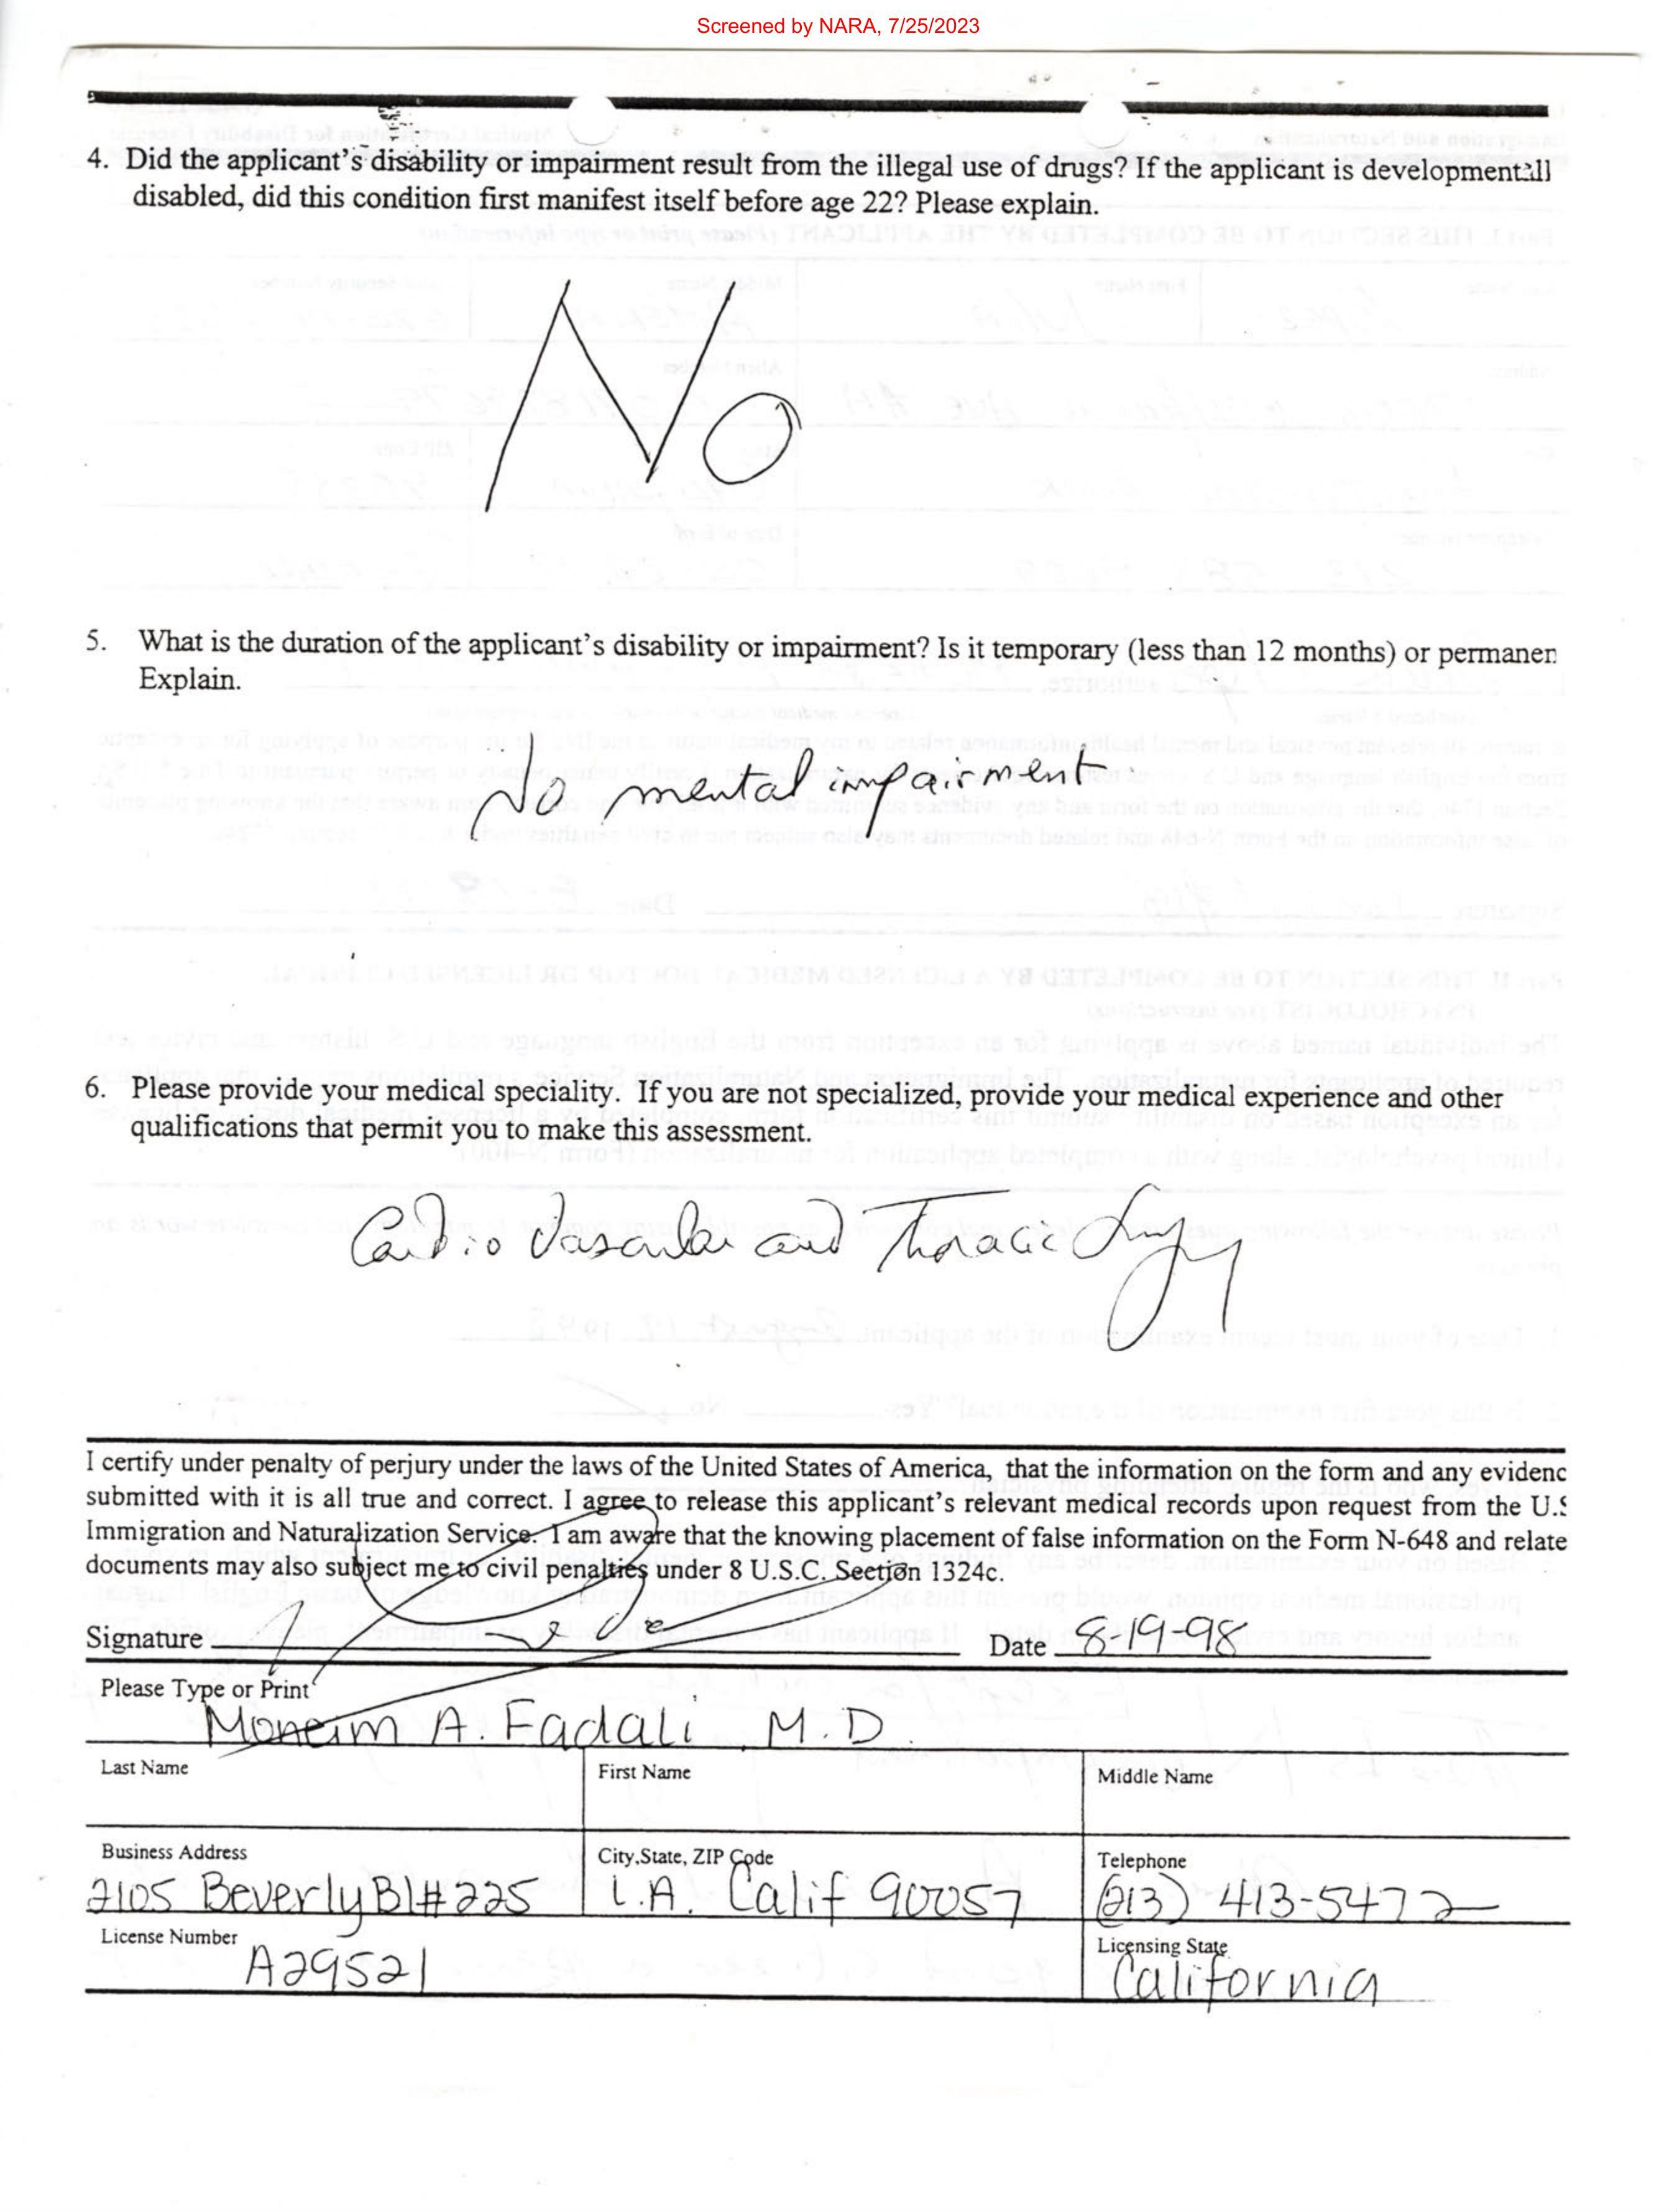 Screened by NARA, 7/25/2023
4. Did the applicant's disability or impairment result from the illegal use of drugs? If the applicant is developmentall
disabled, did this condition first manifest itself before age 22? Please explain.
No
5. What is the duration of the applicant's disability or impairment? Is it temporary (less than 12 months) or permanen
Explain.
No mental impairment
6. Please provide your medical speciality. If you are not specialized, provide your medical experience and other
qualifications that permit you to make this assessment.
Cardio Vascular and Thoracic Surgery
I certify under penalty of perjury under the laws of the United States of America, that the information on the form and any evidenc
submitted with it is all true and correct. I agree to release this applicant's relevant medical records upon request from the U.S
Immigration and Naturalization Service. I am aware that the knowing placement of false information on the Form N-648 and relate
documents may also subject me to civil penalties under 8 U.S.C. Section 1324c.
Signature Date 8-19-98
Please Type or Print
Moneim A. Fadali M.D.
Last Name First Name Middle Name
Business Address City,State, ZIP Code Telephone
2105 Beverly Bl #225 L.A. Calif 90057 (213) 413-5472
License Number Licensing State
A29521 California